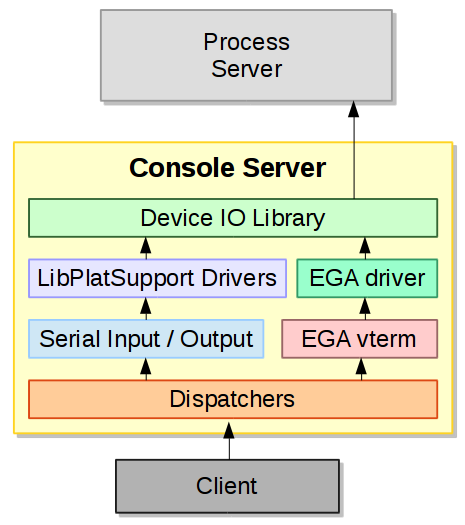 Process
Server
Console Server
Device IO Library
LibPlatSupport Drivers
EGA driver
Serial Input / Output
EGA vterm
Dispatchers
Client